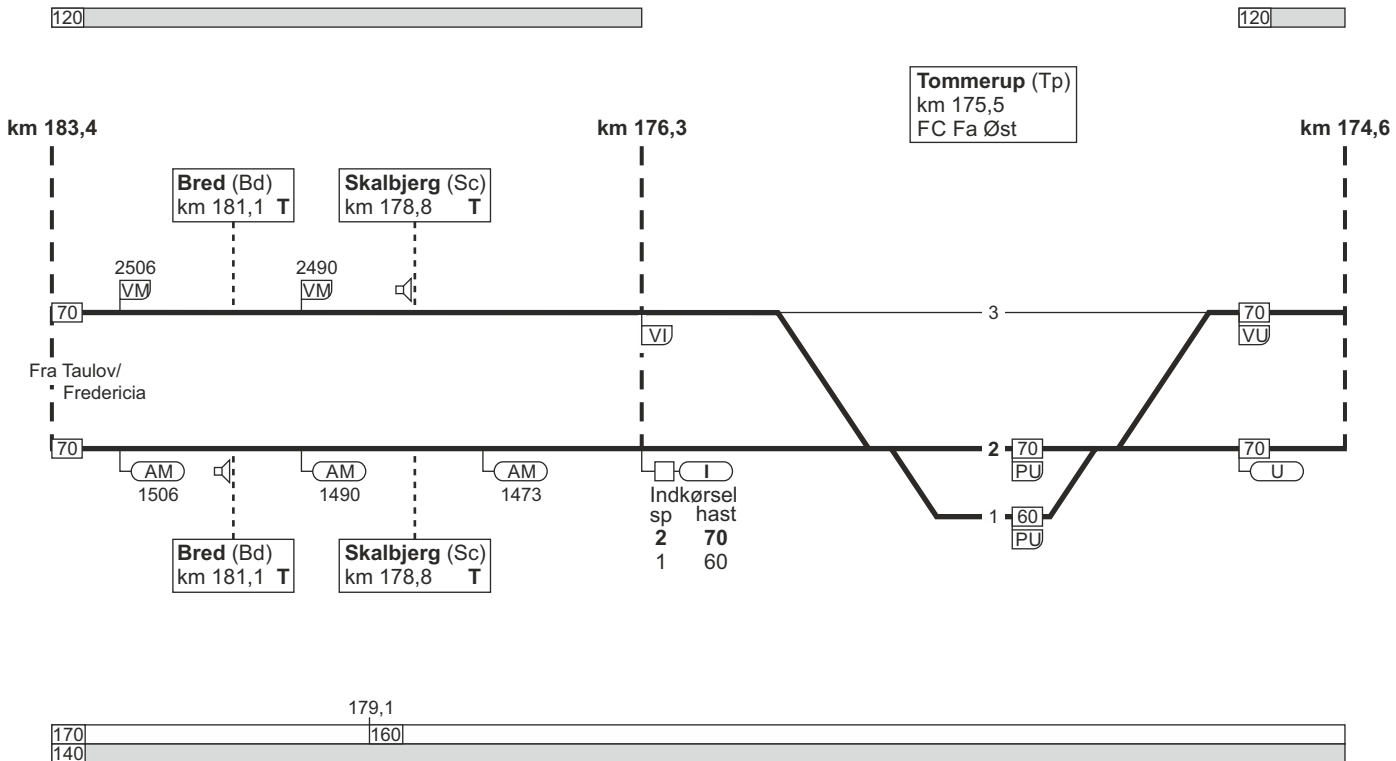 120
120
Tommerup (Tp)
km 175,5
FC Fa Øst
km 183,4
km 176,3
km 174,6
Bred (Bd)
km 181,1 T
Skalbjerg (Sc)
km 178,8 T
2506
VM
2490
VM
70
3
70
VI
VU
Fra Taulov/
Fredericia
70
2
70
70
AM
1506
AM
1490
AM
1473
I
PU
U
Indkørsel
sp hast
2 70
1 60
1
60
PU
Bred (Bd)
km 181,1 T
Skalbjerg (Sc)
km 178,8 T
179,1
170
160
140